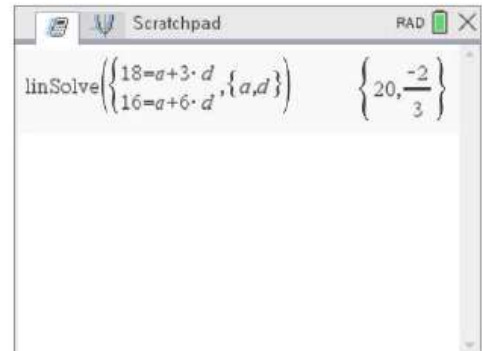 Scratchpad RAD
linSolve({18=a+3·d, {a,d}) {20, -2/3}
16=a+6·d